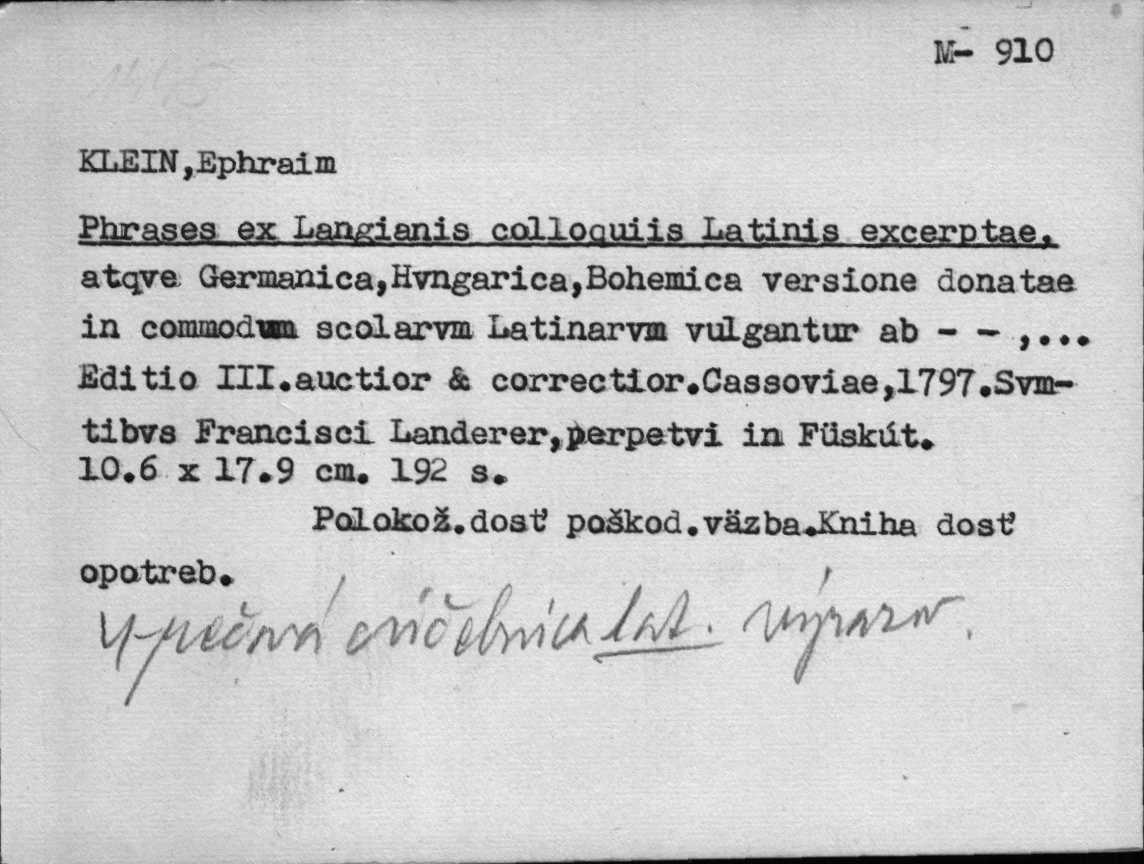 M- 910
KLEIN,Ephraim
Phrases ex Langianis colloquiis Latinis excerptae,
atqve Germanica,Hvngarica,Bohemica versione donatae
in commodum scolarvm Latinarvm vulgantur ab - - ,...
Editio III.auctior & correctior.Cassoviae,1797.Svm-
tibvs Francisci Landerer,perpetvi in Füskút.
10.6 x 17.9 cm. 192 s.
Polokož.dosť poškod.väzba.Kniha dosť
opotreb.
4-rečová cvičebnica lat. výrazov.